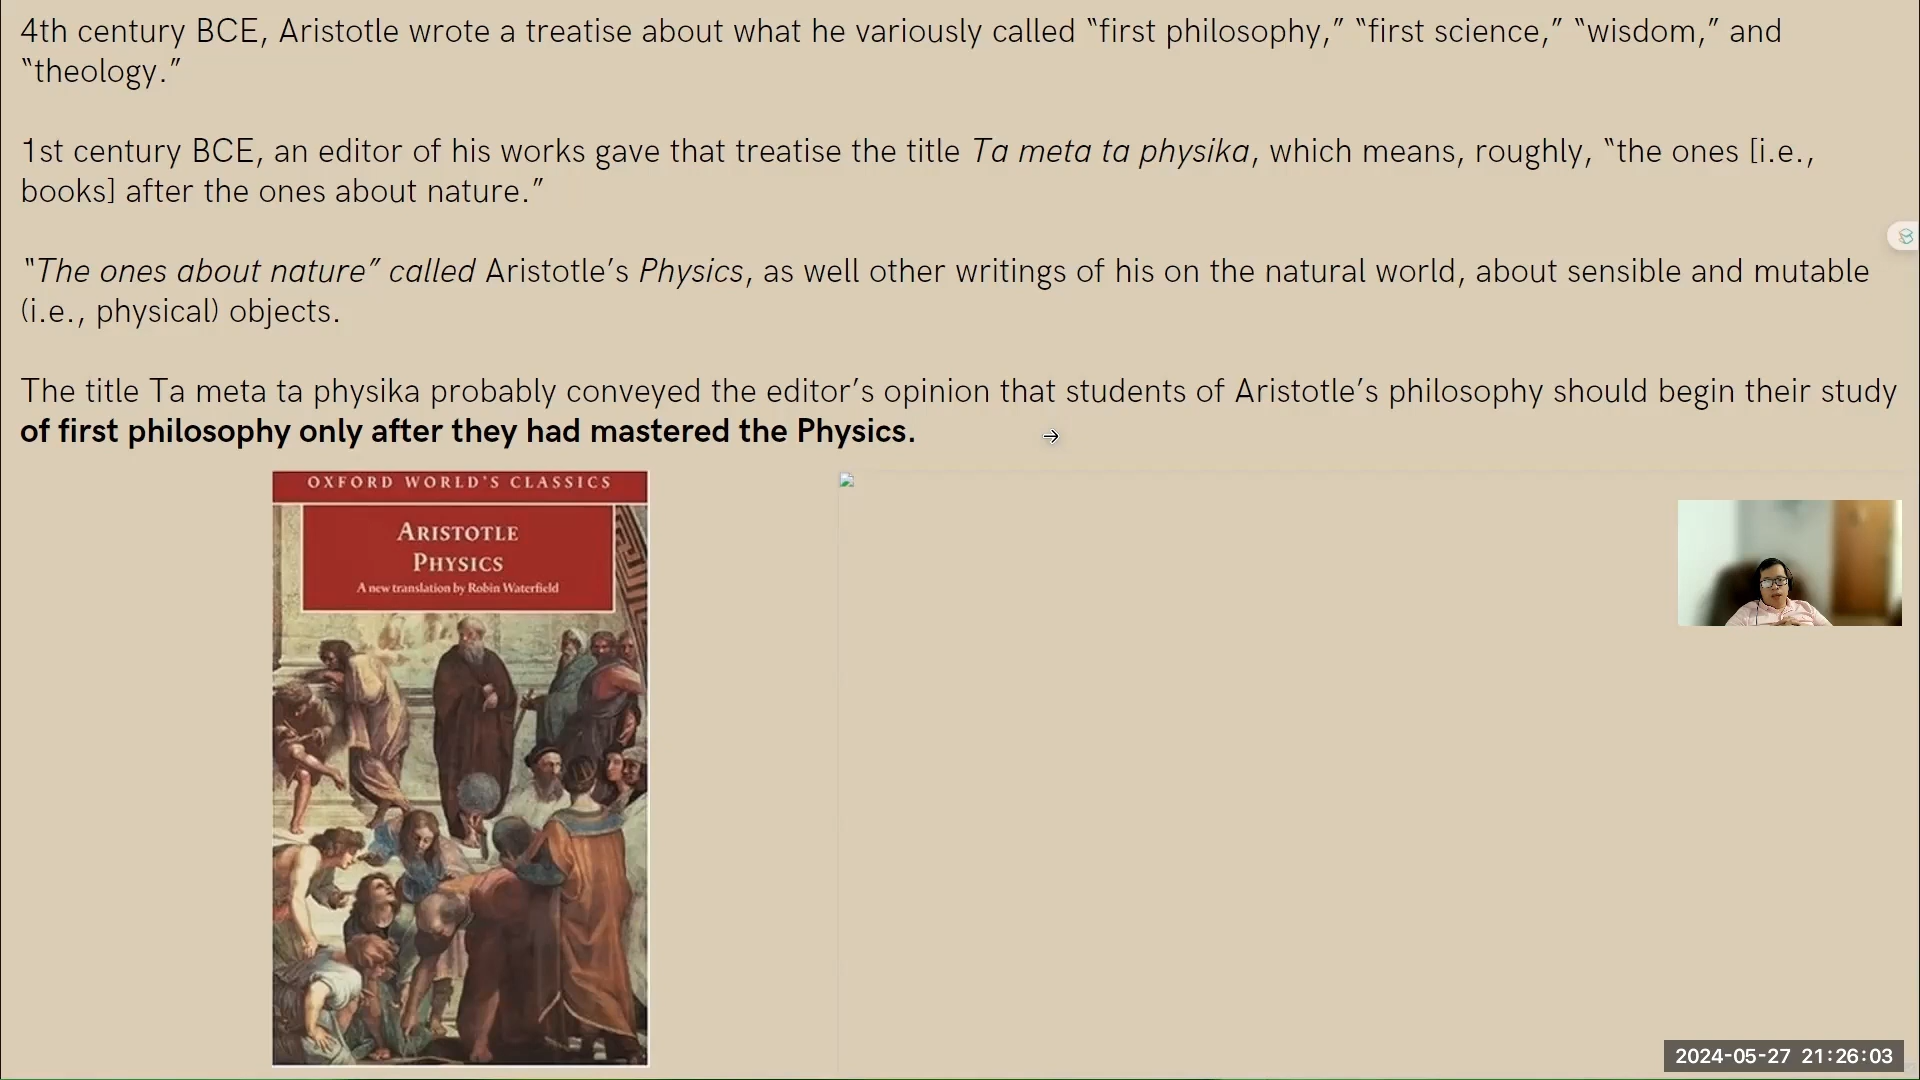 4th century BCE, Aristotle wrote a treatise about what he variously called “first philosophy,” “first science,” “wisdom,” and
“theology.”
1st century BCE, an editor of his works gave that treatise the title Ta meta ta physika, which means, roughly, “the ones [i.e.,
books] after the ones about nature.”
“The ones about nature” called Aristotle’s Physics, as well other writings of his on the natural world, about sensible and mutable
(i.e., physical) objects.
The title Ta meta ta physika probably conveyed the editor’s opinion that students of Aristotle’s philosophy should begin their study
of first philosophy only after they had mastered the Physics.
OXFORD WORLD'S CLASSICS
ARISTOTLE
PHYSICS
A new translation by Robin Waterfield
2024-05-27 21:26:03